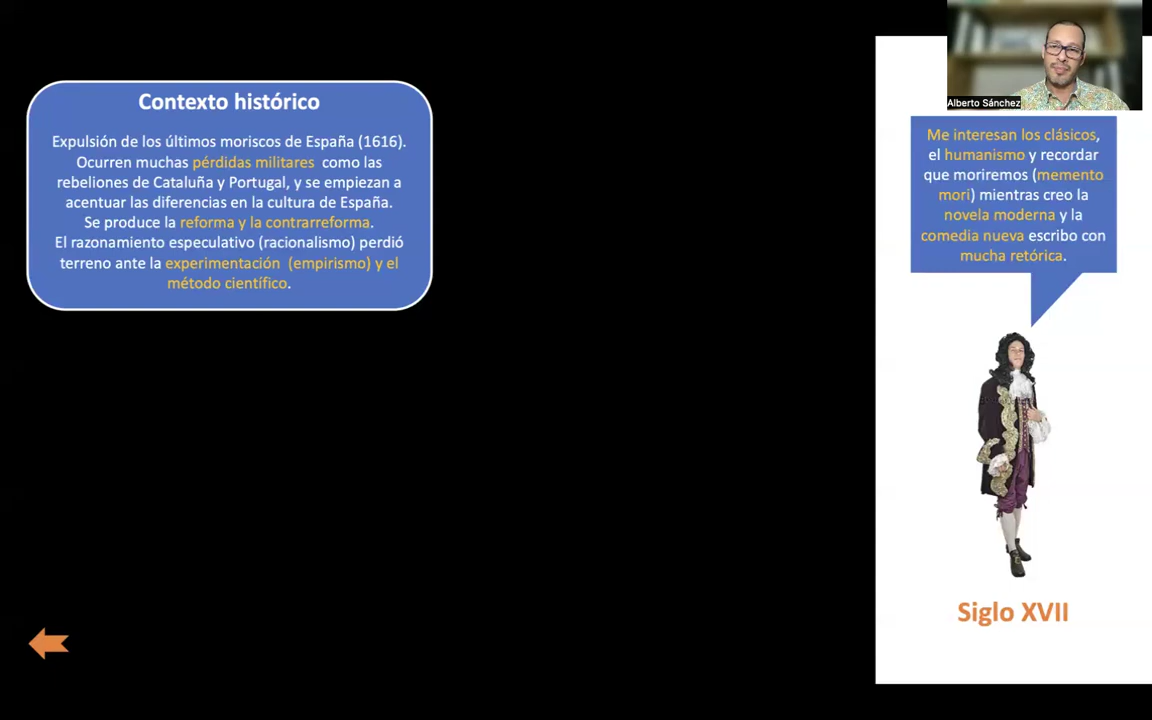 Contexto histórico
Expulsión de los últimos moriscos de España (1616).
Ocurren muchas pérdidas militares como las
rebeliones de Cataluña y Portugal, y se empiezan a
acentuar las diferencias en la cultura de España.
Se produce la reforma y la contrarreforma.
El razonamiento especulativo (racionalismo) perdió
terreno ante la experimentación (empirismo) y el
método científico.
Alberto Sánchez
Me interesan los clásicos,
el humanismo y recordar
que moriremos (memento
mori) mientras creo la
novela moderna y la
comedia nueva escribo con
mucha retórica.
Siglo XVII